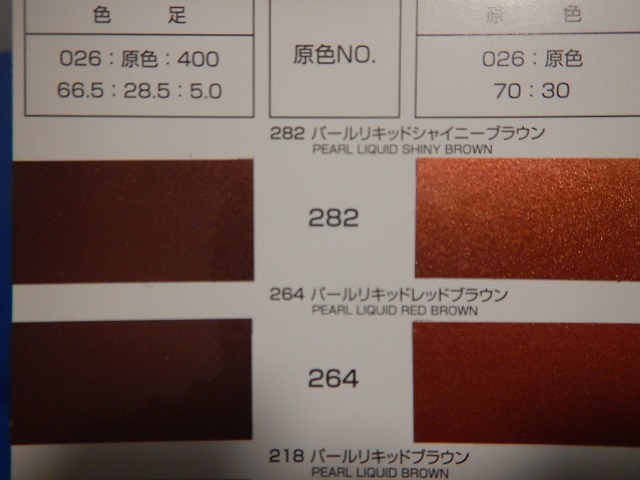 色 足
026：原色：400
66.5：28.5：5.0
原色NO.
原 色
026：原色
70：30
282 パールリキッドシャイニーブラウン
PEARL LIQUID SHINY BROWN
282
264 パールリキッドレッドブラウン
PEARL LIQUID RED BROWN
264
218 パールリキッドブラウン
PEARL LIQUID BROWN